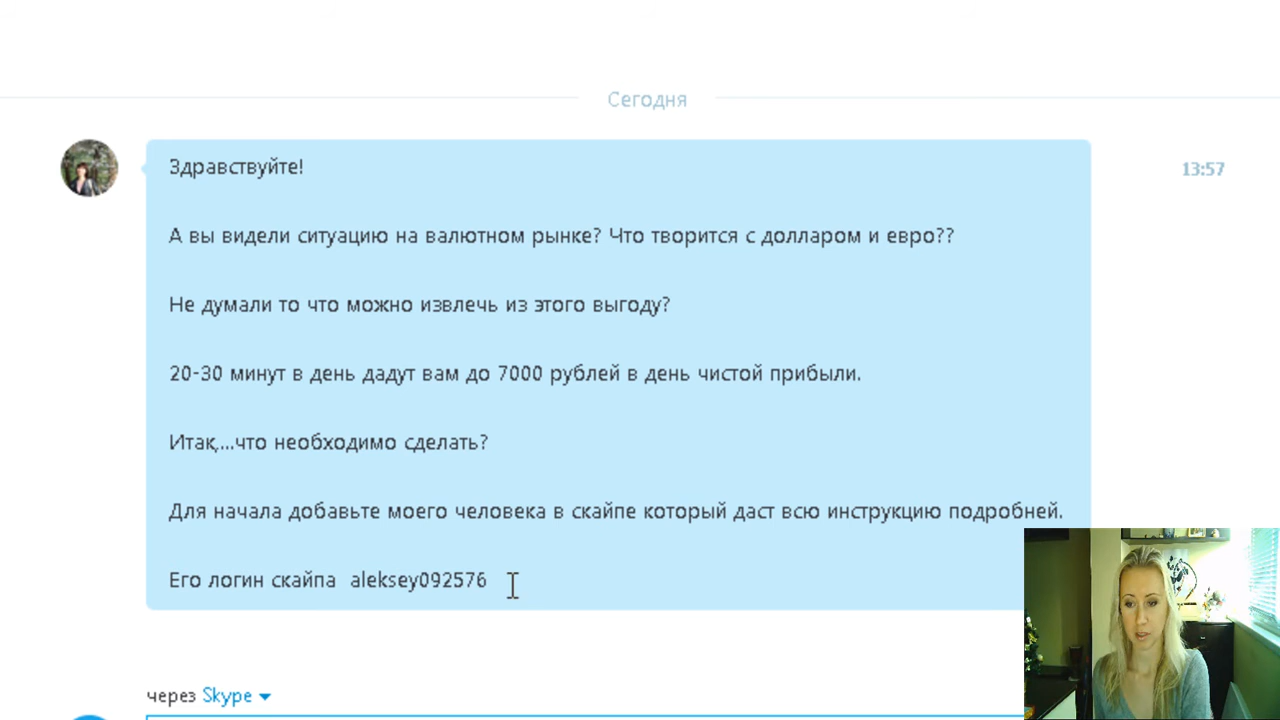 Сегодня
Здравствуйте!
13:57
А вы видели ситуацию на валютном рынке? Что творится с долларом и евро??
Не думали то что можно извлечь из этого выгоду?
20-30 минут в день дадут вам до 7000 рублей в день чистой прибыли.
Итак,...что необходимо сделать?
Для начала добавьте моего человека в скайпе который даст всю инструкцию подробней.
Его логин скайпа aleksey092576
через Skype